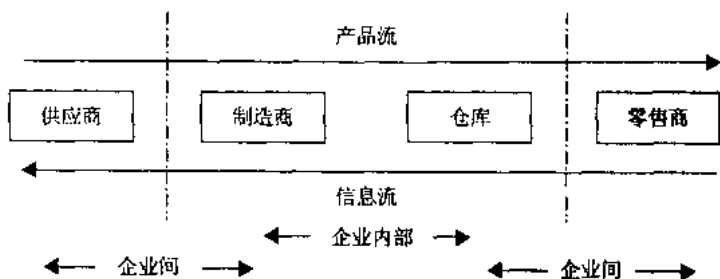 产品流
供应商 制造商 仓库 零售商
信息流
企业内部
企业间 企业间